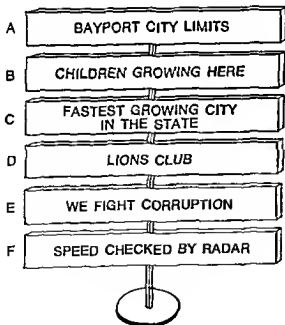 A BAYPORT CITY LIMITS
B CHILDREN GROWING HERE
C FASTEST GROWING CITY
IN THE STATE
D LIONS CLUB
E WE FIGHT CORRUPTION
F SPEED CHECKED BY RADAR